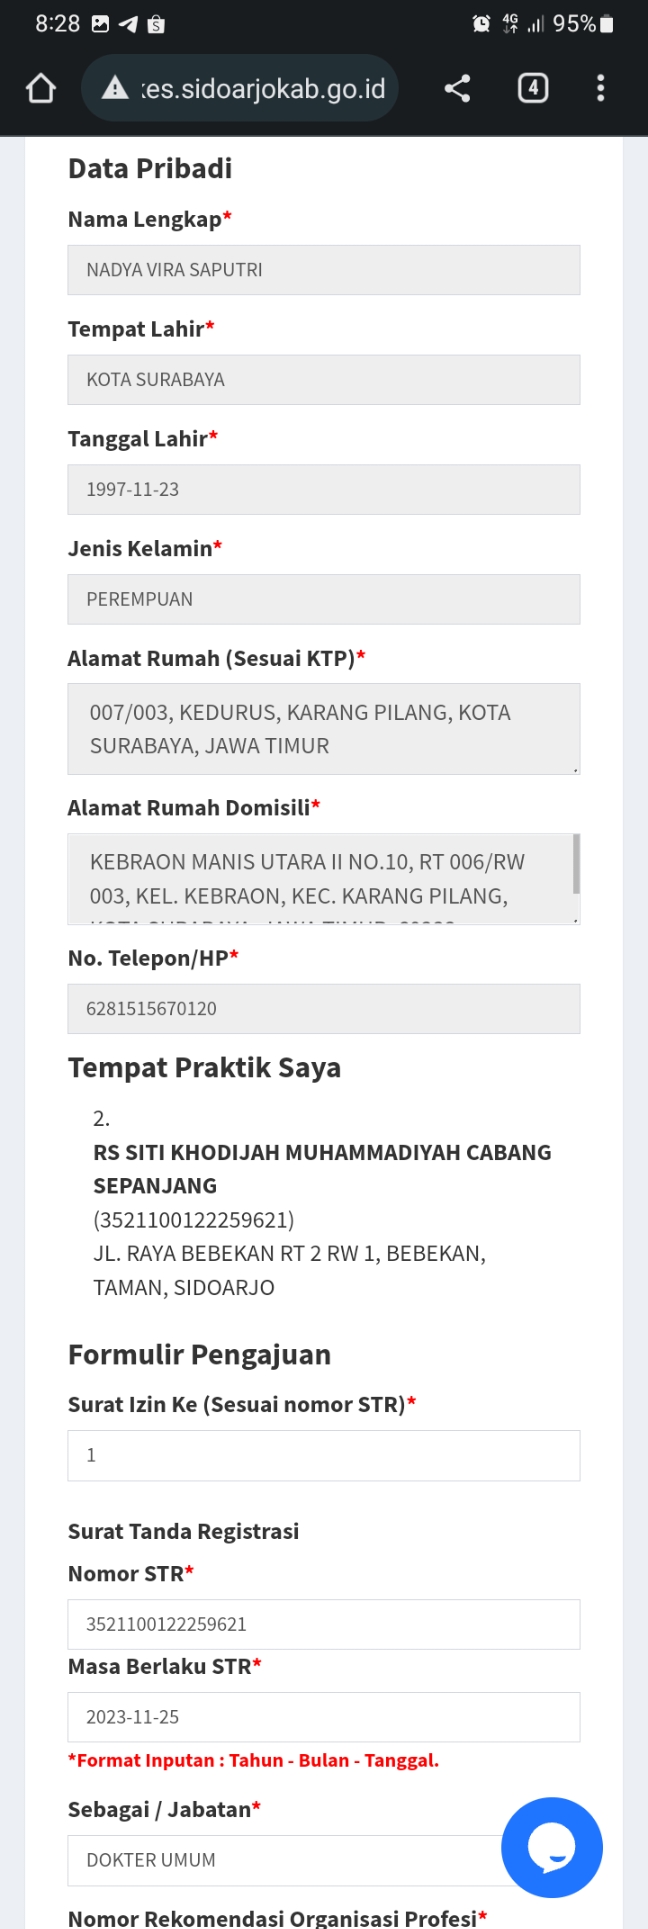 8:28
4G
95%
kes.sidoarjokab.go.id
4
Data Pribadi
Nama Lengkap*
NADYA VIRA SAPUTRI
Tempat Lahir*
KOTA SURABAYA
Tanggal Lahir*
1997-11-23
Jenis Kelamin*
PEREMPUAN
Alamat Rumah (Sesuai KTP)*
007/003, KEDURUS, KARANG PILANG, KOTA
SURABAYA, JAWA TIMUR
Alamat Rumah Domisili*
KEBRAON MANIS UTARA II NO.10, RT 006/RW
003, KEL. KEBRAON, KEC. KARANG PILANG,
No. Telepon/HP*
6281515670120
Tempat Praktik Saya
2.
RS SITI KHODIJAH MUHAMMADIYAH CABANG
SEPANJANG
(3521100122259621)
JL. RAYA BEBEKAN RT 2 RW 1, BEBEKAN,
TAMAN, SIDOARJO
Formulir Pengajuan
Surat Izin Ke (Sesuai nomor STR)*
1
Surat Tanda Registrasi
Nomor STR*
3521100122259621
Masa Berlaku STR*
2023-11-25
*Format Inputan : Tahun - Bulan - Tanggal.
Sebagai / Jabatan*
DOKTER UMUM
Nomor Rekomendasi Organisasi Profesi*